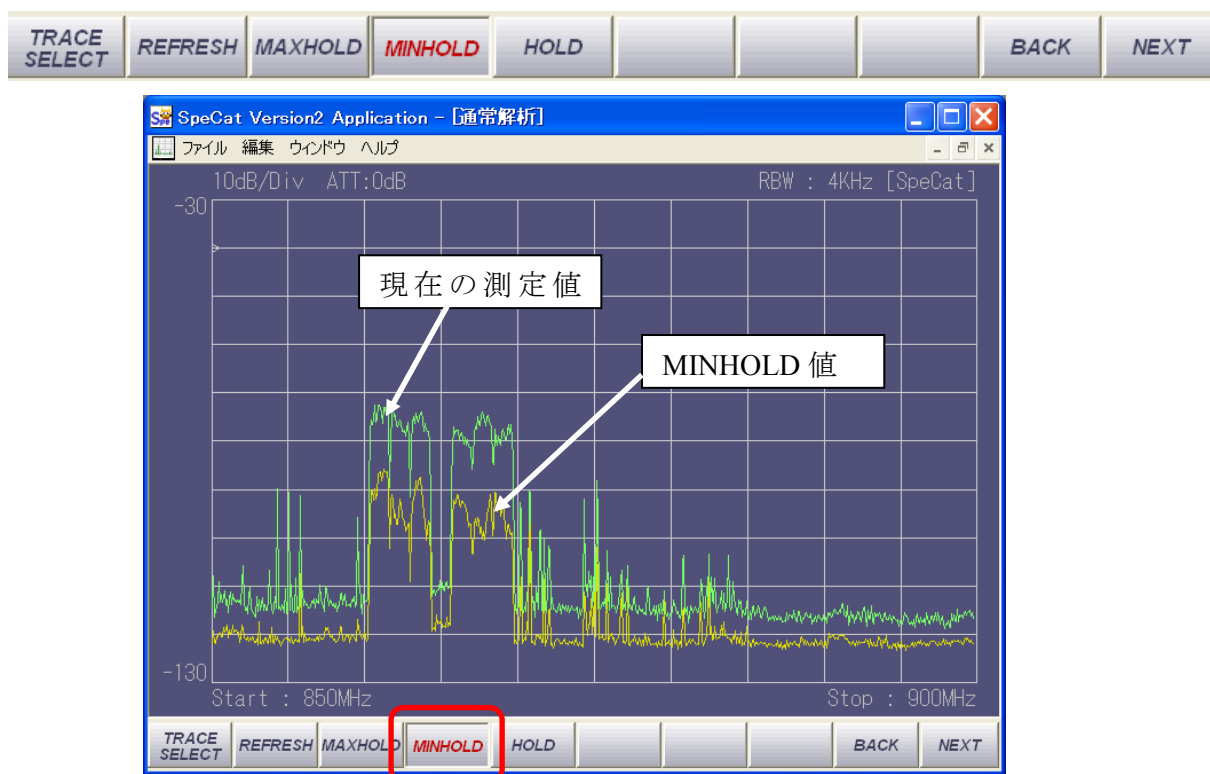 TRACE SELECT REFRESH MAXHOLD MINHOLD HOLD BACK NEXT
SpeCat Version2 Application - [通常解析]
ファイル 編集 ウィンドウ ヘルプ
10dB/Div ATT:0dB RBW : 4KHz [SpeCat]
-30
現在の測定値
MINHOLD 値
-130
Start : 850MHz Stop : 900MHz
TRACE SELECT REFRESH MAXHOLD MINHOLD HOLD BACK NEXT